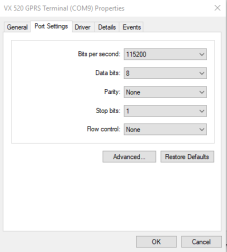 VX 520 GPRS Terminal (COM9) Properties
General Port Settings Driver Details Events
Bits per second: 115200
Data bits: 8
Parity: None
Stop bits: 1
Flow control: None
Advanced... Restore Defaults
OK Cancel